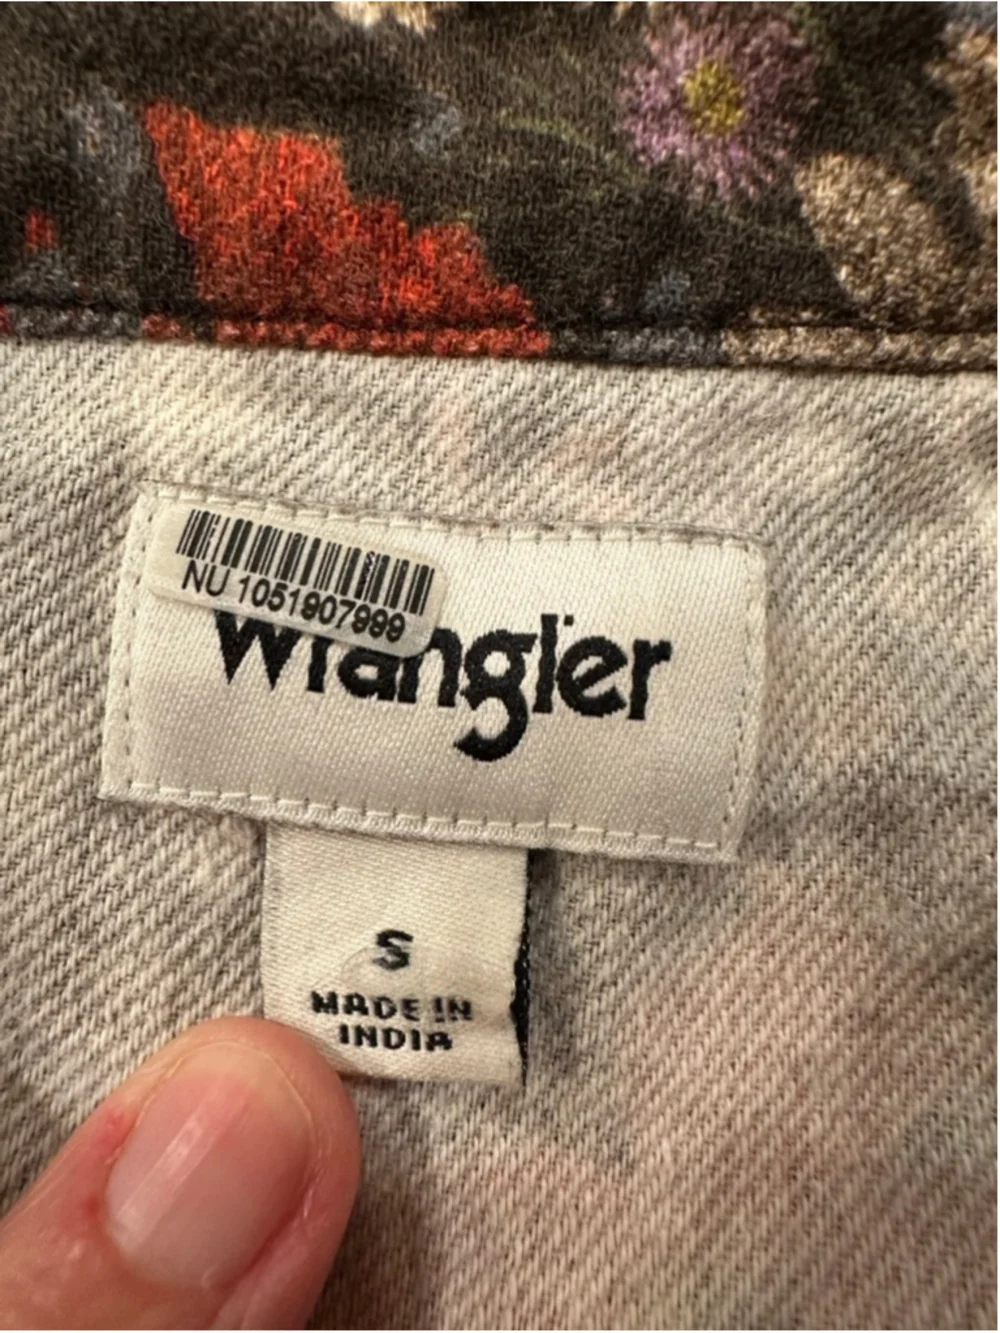 NU 1051907999
Wrangler
S
MADE IN
INDIA